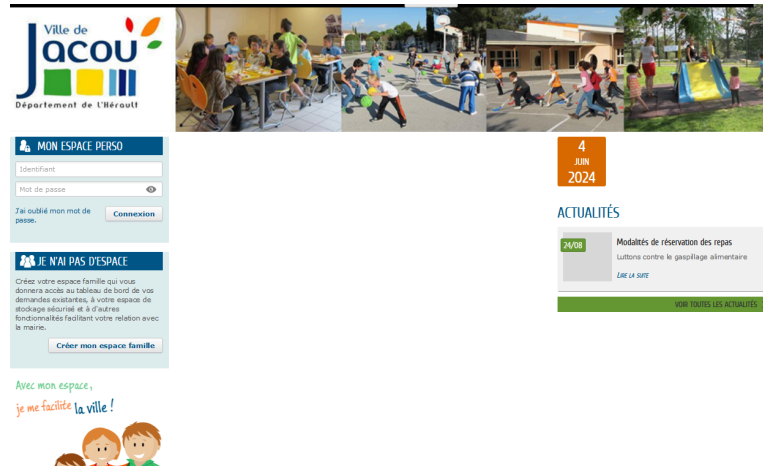 Ville de
Jacou
Département de l'Hérault
MON ESPACE PERSO
Identifiant
Mot de passe
J'ai oublié mon mot de
passe.
Connexion
JE N'AI PAS D'ESPACE
Créez votre espace famille qui vous
donnera accès au tableau de bord de vos
demandes existantes, à votre espace de
stockage sécurisé et à d'autres
fonctionnalités facilitant votre relation avec
la mairie.
Créer mon espace famille
Avec mon espace,
je me facilite la ville !
4
JUIN
2024
ACTUALITÉS
24/08
Modalités de réservation des repas
Luttons contre le gaspillage alimentaire
LIRE LA SUITE
VOIR TOUTES LES ACTUALITÉS